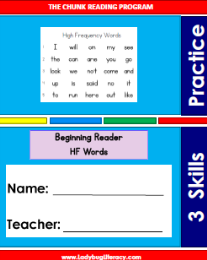 THE CHUNK READING PROGRAM
High Frequency Words
I will on my see
the can are you go
look we not come and
up is said no it
to run here out like
Practice
Beginning Reader
HF Words
Name:
Teacher:
3 Skills
www.LadybugLiteracy.com